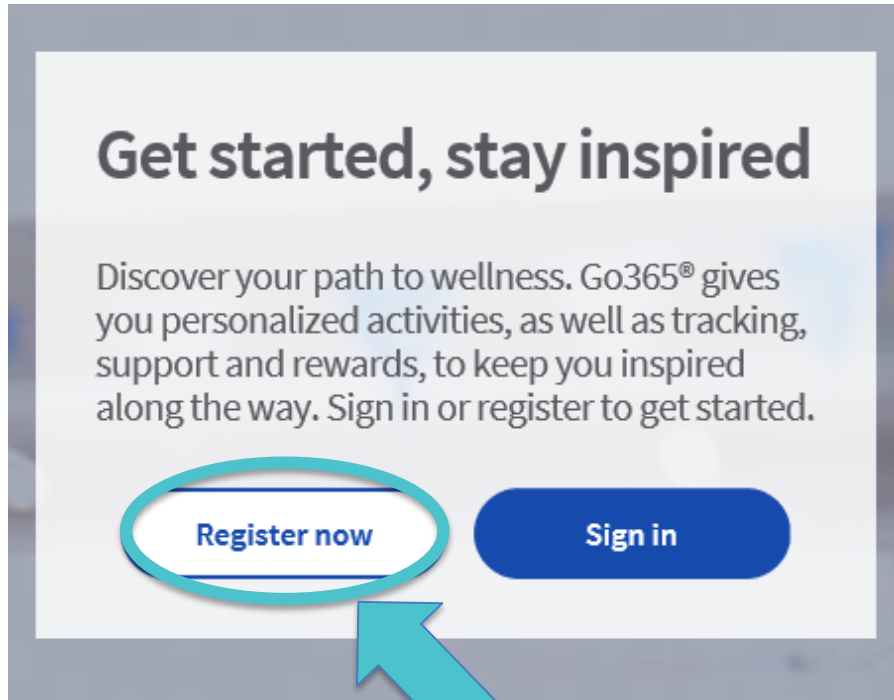 Get started, stay inspired
Discover your path to wellness. Go365® gives
you personalized activities, as well as tracking,
support and rewards, to keep you inspired
along the way. Sign in or register to get started.
Register now
Sign in